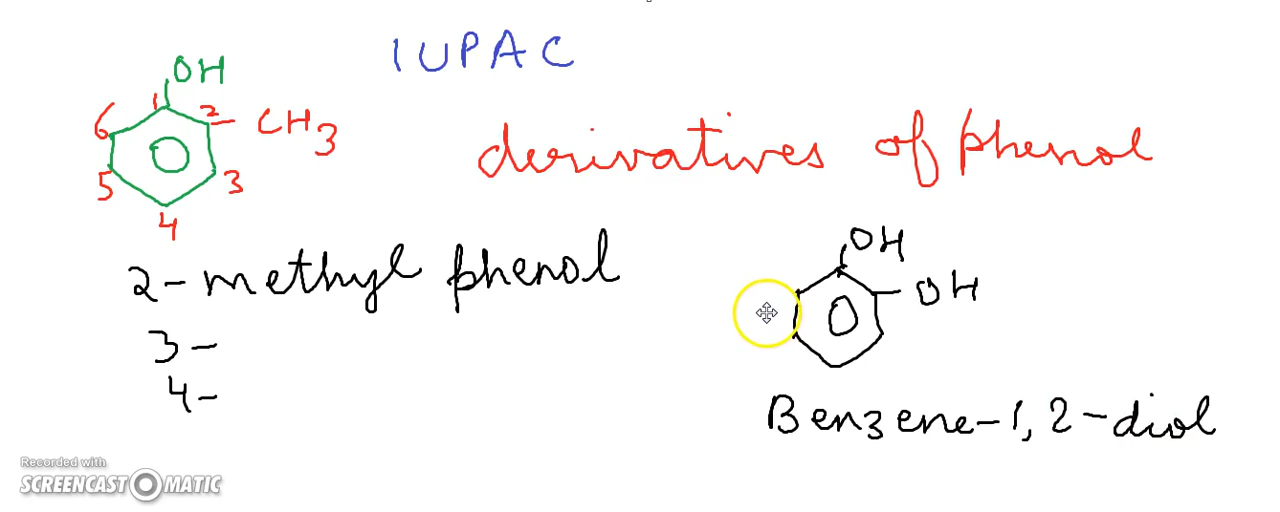 IUPAC
OH
1
2
CH3
3
4
5
6
derivatives of phenol
2-methyl phenol
3-
4-
OH
OH
Benzene-1,2-diol
Recorded with
SCREENCAST O MATIC